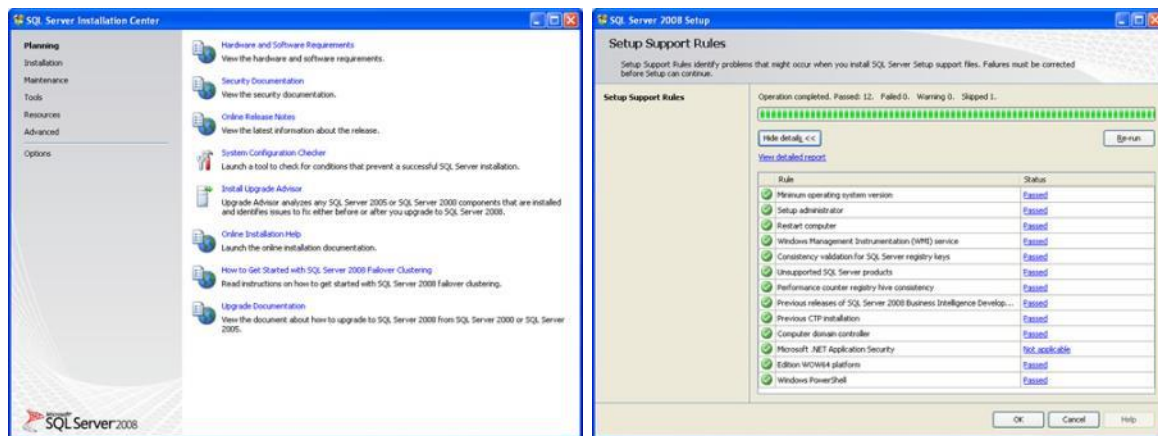 SQL Server Installation Center
Planning
Installation
Maintenance
Tools
Resources
Advanced
Options
Hardware and Software Requirements
View the hardware and software requirements.
Security Documentation
View the security documentation.
Online Release Notes
View the latest information about the release.
System Configuration Checker
Launch a tool to check for conditions that prevent a successful SQL Server installation.
Install Upgrade Advisor
Upgrade Advisor analyzes any SQL Server 2005 or SQL Server 2000 components that are installed
and identifies issues to fix either before or after you upgrade to SQL Server 2008.
Online Installation Help
Launch the online installation documentation.
How to Get Started with SQL Server 2008 Failover Clustering
Read instructions on how to get started with SQL Server 2008 failover clustering.
Upgrade Documentation
View the document about how to upgrade to SQL Server 2008 from SQL Server 2000 or SQL Server
2005.
Microsoft
SQL Server 2008
SQL Server 2008 Setup
Setup Support Rules
Setup Support Rules identify problems that might occur when you install SQL Server Setup support files. Failures must be corrected
before Setup can continue.
Setup Support Rules
Operation completed. Passed: 12. Failed 0. Warning 0. Skipped 1.
Hide details <<
Re-run
View detailed report
Rule Status
Minimum operating system version Passed
Setup administrator Passed
Restart computer Passed
Windows Management Instrumentation (WMI) service Passed
Consistency validation for SQL Server registry keys Passed
Unsupported SQL Server products Passed
Performance counter registry hive consistency Passed
Previous releases of SQL Server 2008 Business Intelligence Develop... Passed
Previous CTP installation Passed
Computer domain controller Passed
Microsoft .NET Application Security Not applicable
Edition WOW64 platform Passed
Windows PowerShell Passed
OK Cancel Help